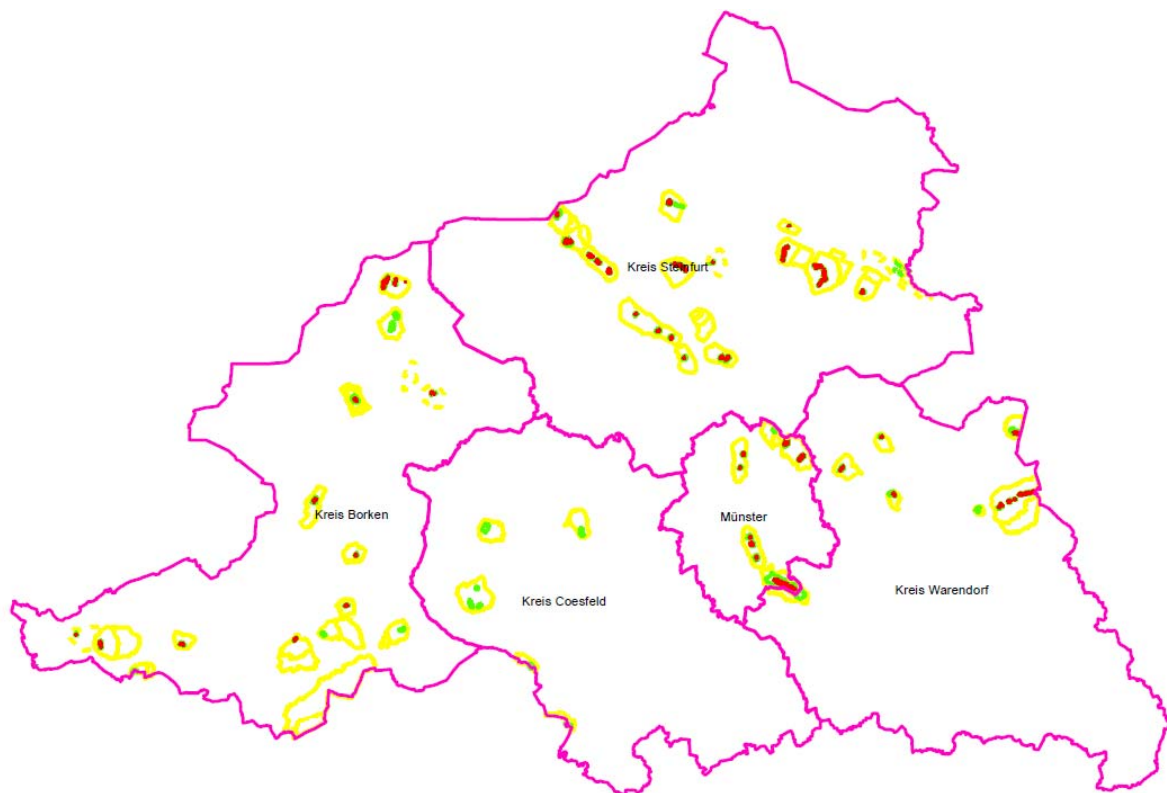 Kreis Steinfurt
Kreis Borken
Münster
Kreis Coesfeld
Kreis Warendorf